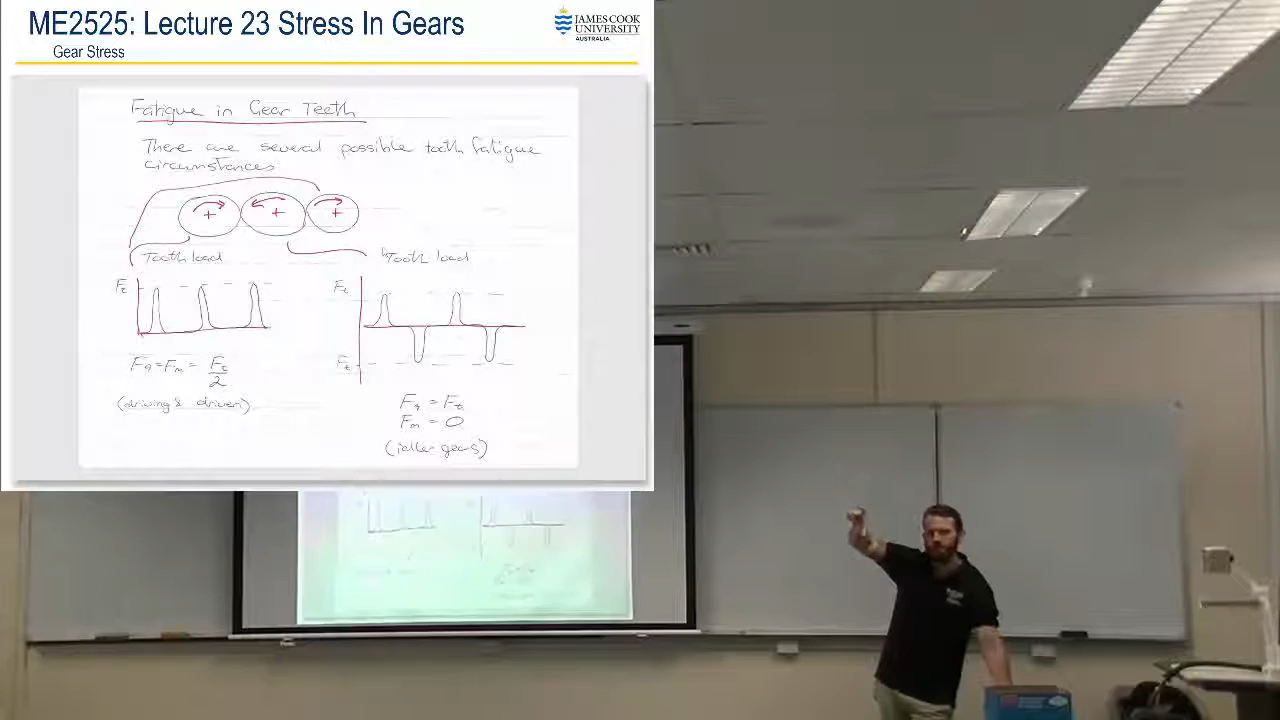 ME2525: Lecture 23 Stress In Gears
Gear Stress
JAMES COOK
UNIVERSITY
AUSTRALIA
Fatigue in Gear Teeth
There are several possible tooth fatigue
circumstances
Tooth load
Tooth load
Ft
Ft
Ft
Fa = Fm = Ft/2
(driving & driven)
Fa = Ft
Fm = 0
(idler gears)